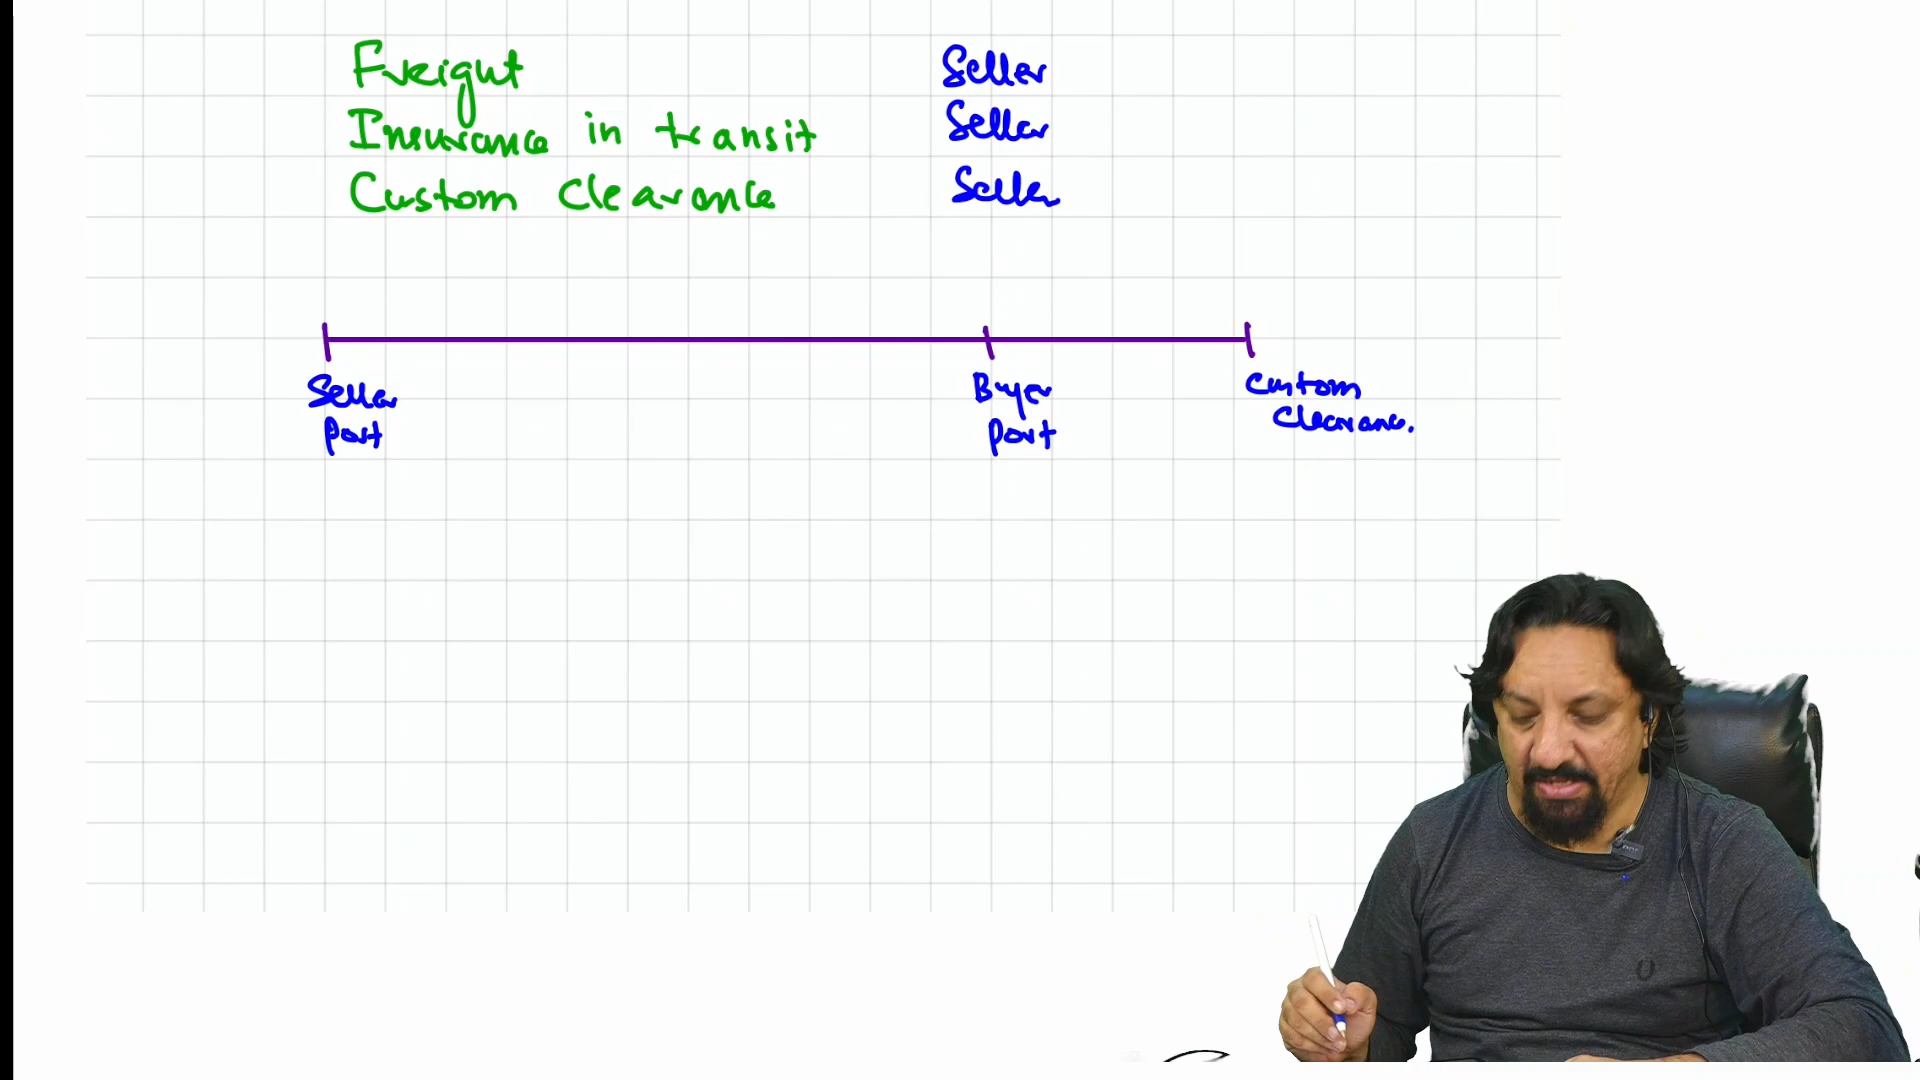 Freight Seller
Insurance in transit Seller
Custom Clearance Seller
Seller Port
Buyer Port
Custom Clearance.